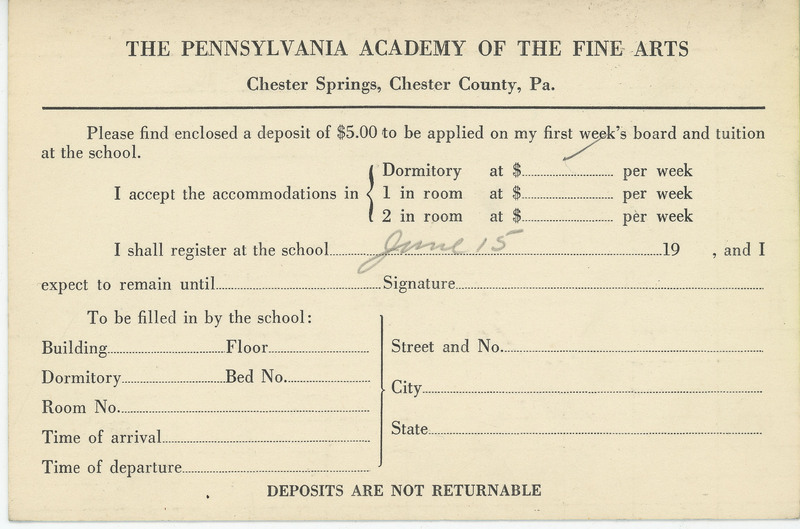 THE PENNSYLVANIA ACADEMY OF THE FINE ARTS
Chester Springs, Chester County, Pa.
Please find enclosed a deposit of $5.00 to be applied on my first week's board and tuition
at the school.
I accept the accommodations in
Dormitory at $.......... per week
1 in room at $.......... per week
2 in room at $.......... per week
I shall register at the school..........June 15..........19 , and I
expect to remain until..........Signature..........
To be filled in by the school:
Building..........Floor..........
Dormitory..........Bed No...........
Room No...........
Time of arrival..........
Time of departure..........
Street and No...........
City..........
State..........
DEPOSITS ARE NOT RETURNABLE